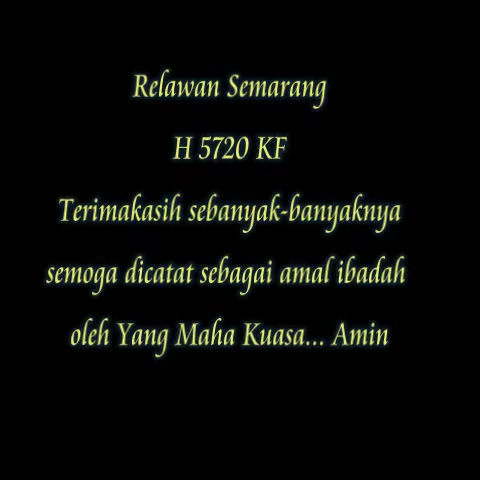 Relawan Semarang
H 5720 KF
Terimakasih sebanyak-banyaknya
semoga dicatat sebagai amal ibadah
oleh Yang Maha Kuasa... Amin